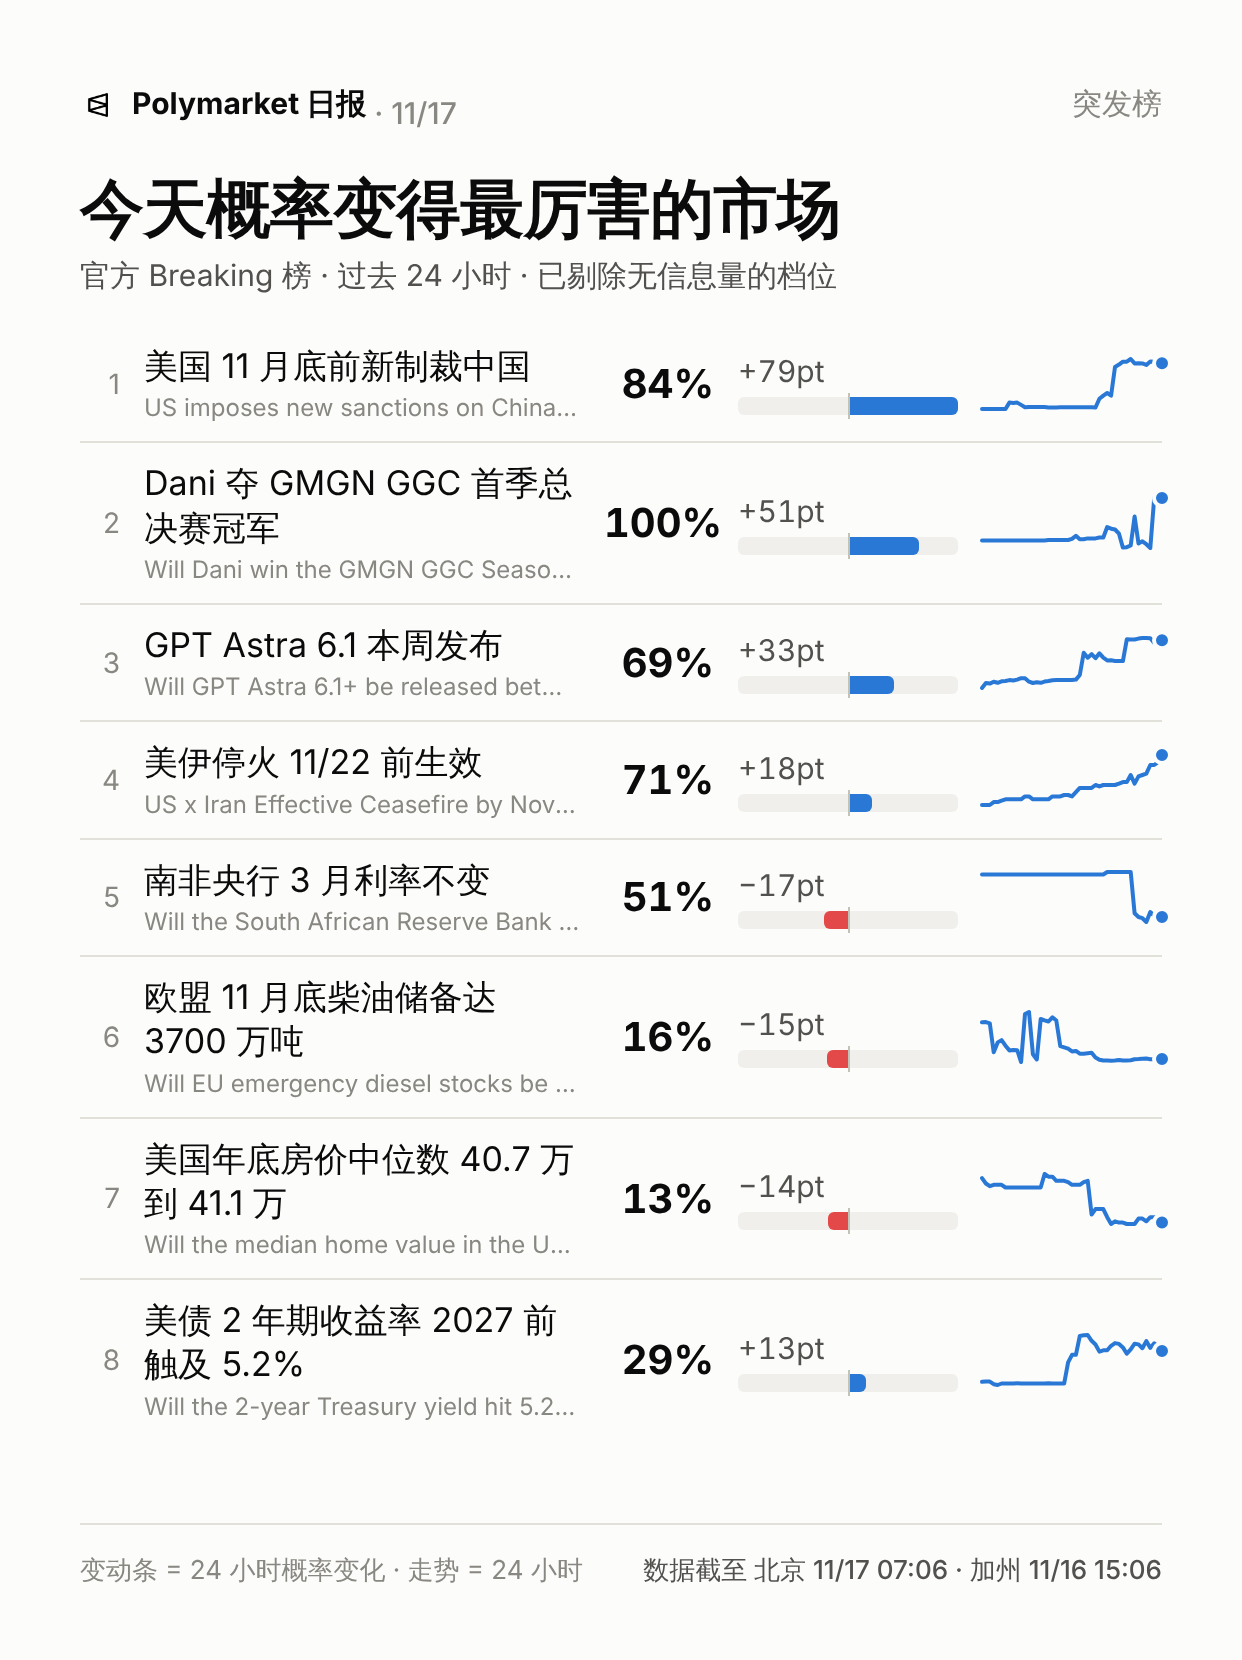 Polymarket 日报 · 11/17
突发榜
今天概率变得最厉害的市场
官方 Breaking 榜 · 过去 24 小时 · 已剔除无信息量的档位
1
美国 11 月底前新制裁中国
US imposes new sanctions on China...
84%
+79pt
2
Dani 夺 GMGN GGC 首季总
决赛冠军
Will Dani win the GMGN GGC Seaso...
100%
+51pt
3
GPT Astra 6.1 本周发布
Will GPT Astra 6.1+ be released bet...
69%
+33pt
4
美伊停火 11/22 前生效
US x Iran Effective Ceasefire by Nov...
71%
+18pt
5
南非央行 3 月利率不变
Will the South African Reserve Bank ...
51%
−17pt
6
欧盟 11 月底柴油储备达
3700 万吨
Will EU emergency diesel stocks be ...
16%
−15pt
7
美国年底房价中位数 40.7 万
到 41.1 万
Will the median home value in the U...
13%
−14pt
8
美债 2 年期收益率 2027 前
触及 5.2%
Will the 2-year Treasury yield hit 5.2...
29%
+13pt
变动条 = 24 小时概率变化 · 走势 = 24 小时
数据截至 北京 11/17 07:06 · 加州 11/16 15:06